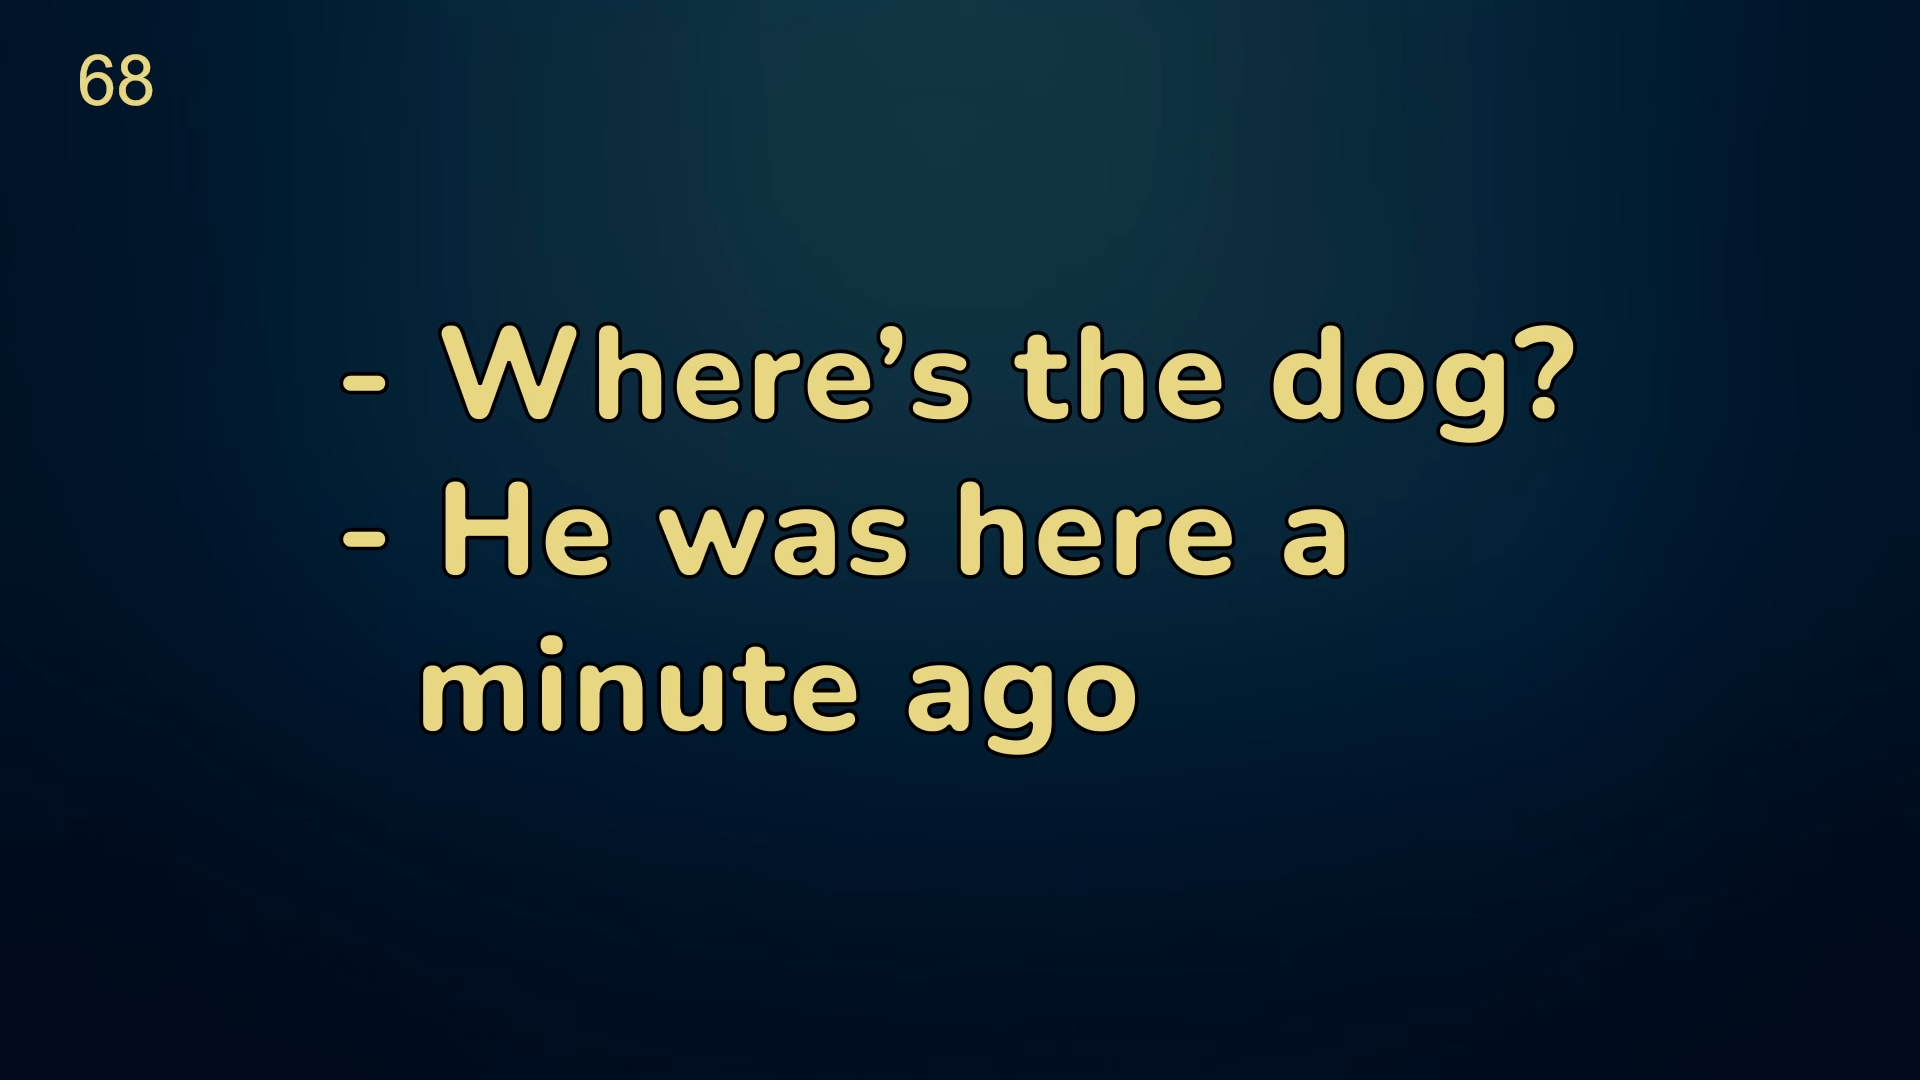 68
- Where’s the dog?
- He was here a
minute ago